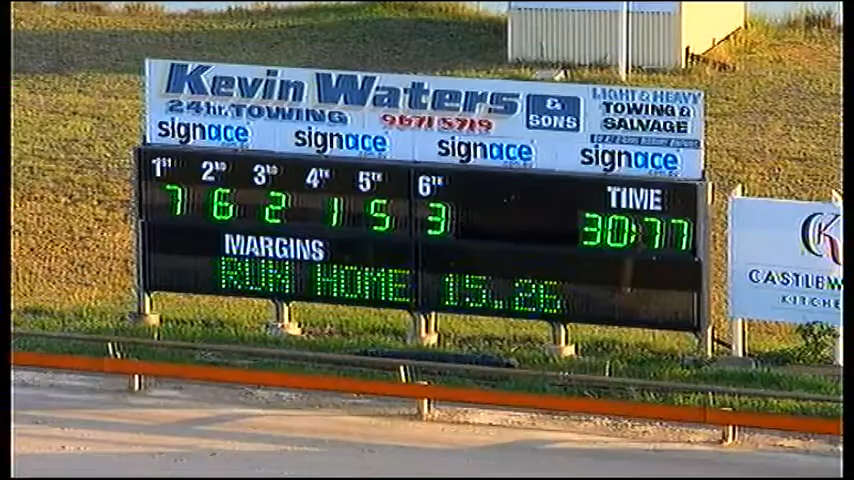 Kevin Waters & SONS
24hr. TOWING 9671 5719
LIGHT & HEAVY
TOWING &
SALVAGE
signace signace signace signace
1ST 2ND 3RD 4TH 5TH 6TH TIME
7 6 2 1 5 3 30:77
MARGINS
RUN HOME 15.26
K
CASTLEW
KITCHE